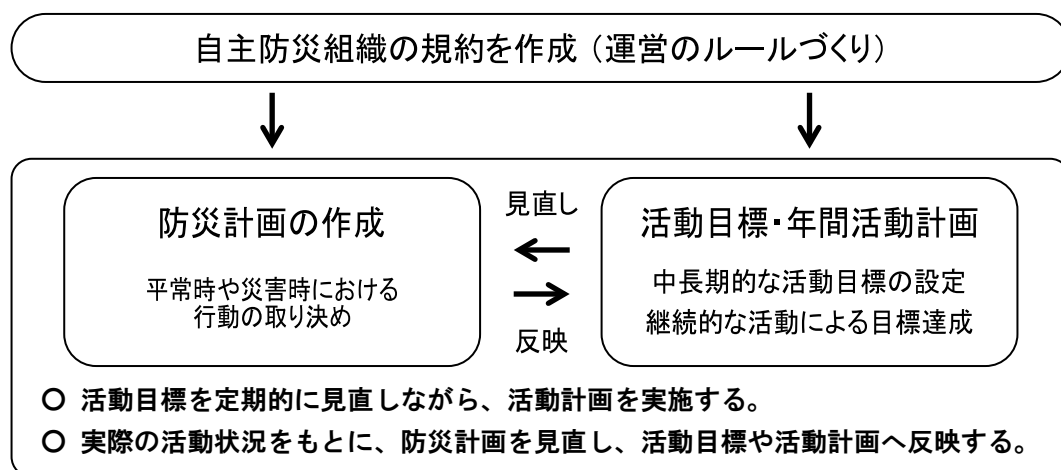 自主防災組織の規約を作成（運営のルールづくり）
防災計画の作成
平常時や災害時における
行動の取り決め
見直し
反映
活動目標・年間活動計画
中長期的な活動目標の設定
継続的な活動による目標達成
○ 活動目標を定期的に見直しながら、活動計画を実施する。
○ 実際の活動状況をもとに、防災計画を見直し、活動目標や活動計画へ反映する。